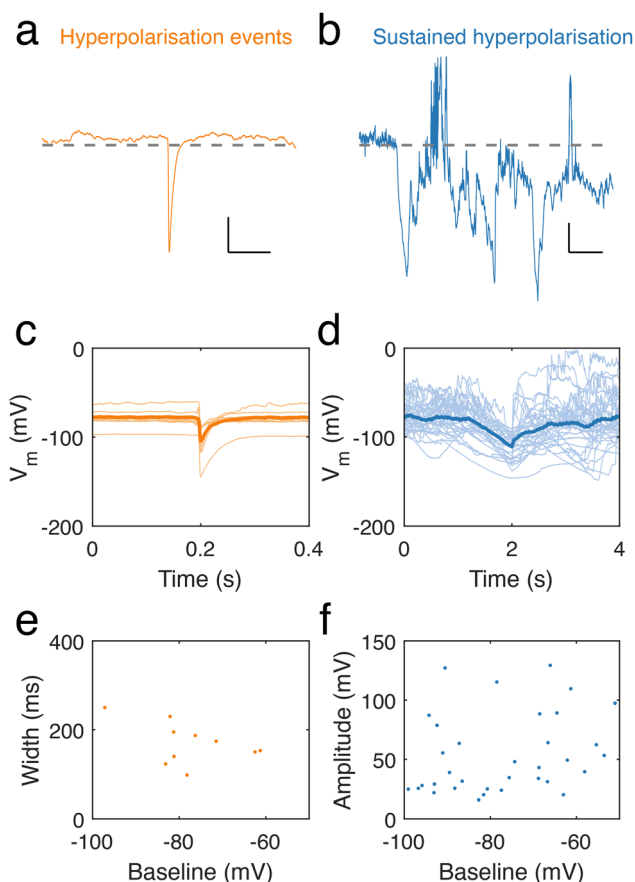 a Hyperpolarisation events
b Sustained hyperpolarisation
c
0
-100
-200
V_m (mV)
0 0.2 0.4
Time (s)
d
0
-100
-200
V_m (mV)
0 2 4
Time (s)
e
400
200
0
Width (ms)
-100 -80 -60
Baseline (mV)
f
150
100
50
0
Amplitude (mV)
-100 -80 -60
Baseline (mV)